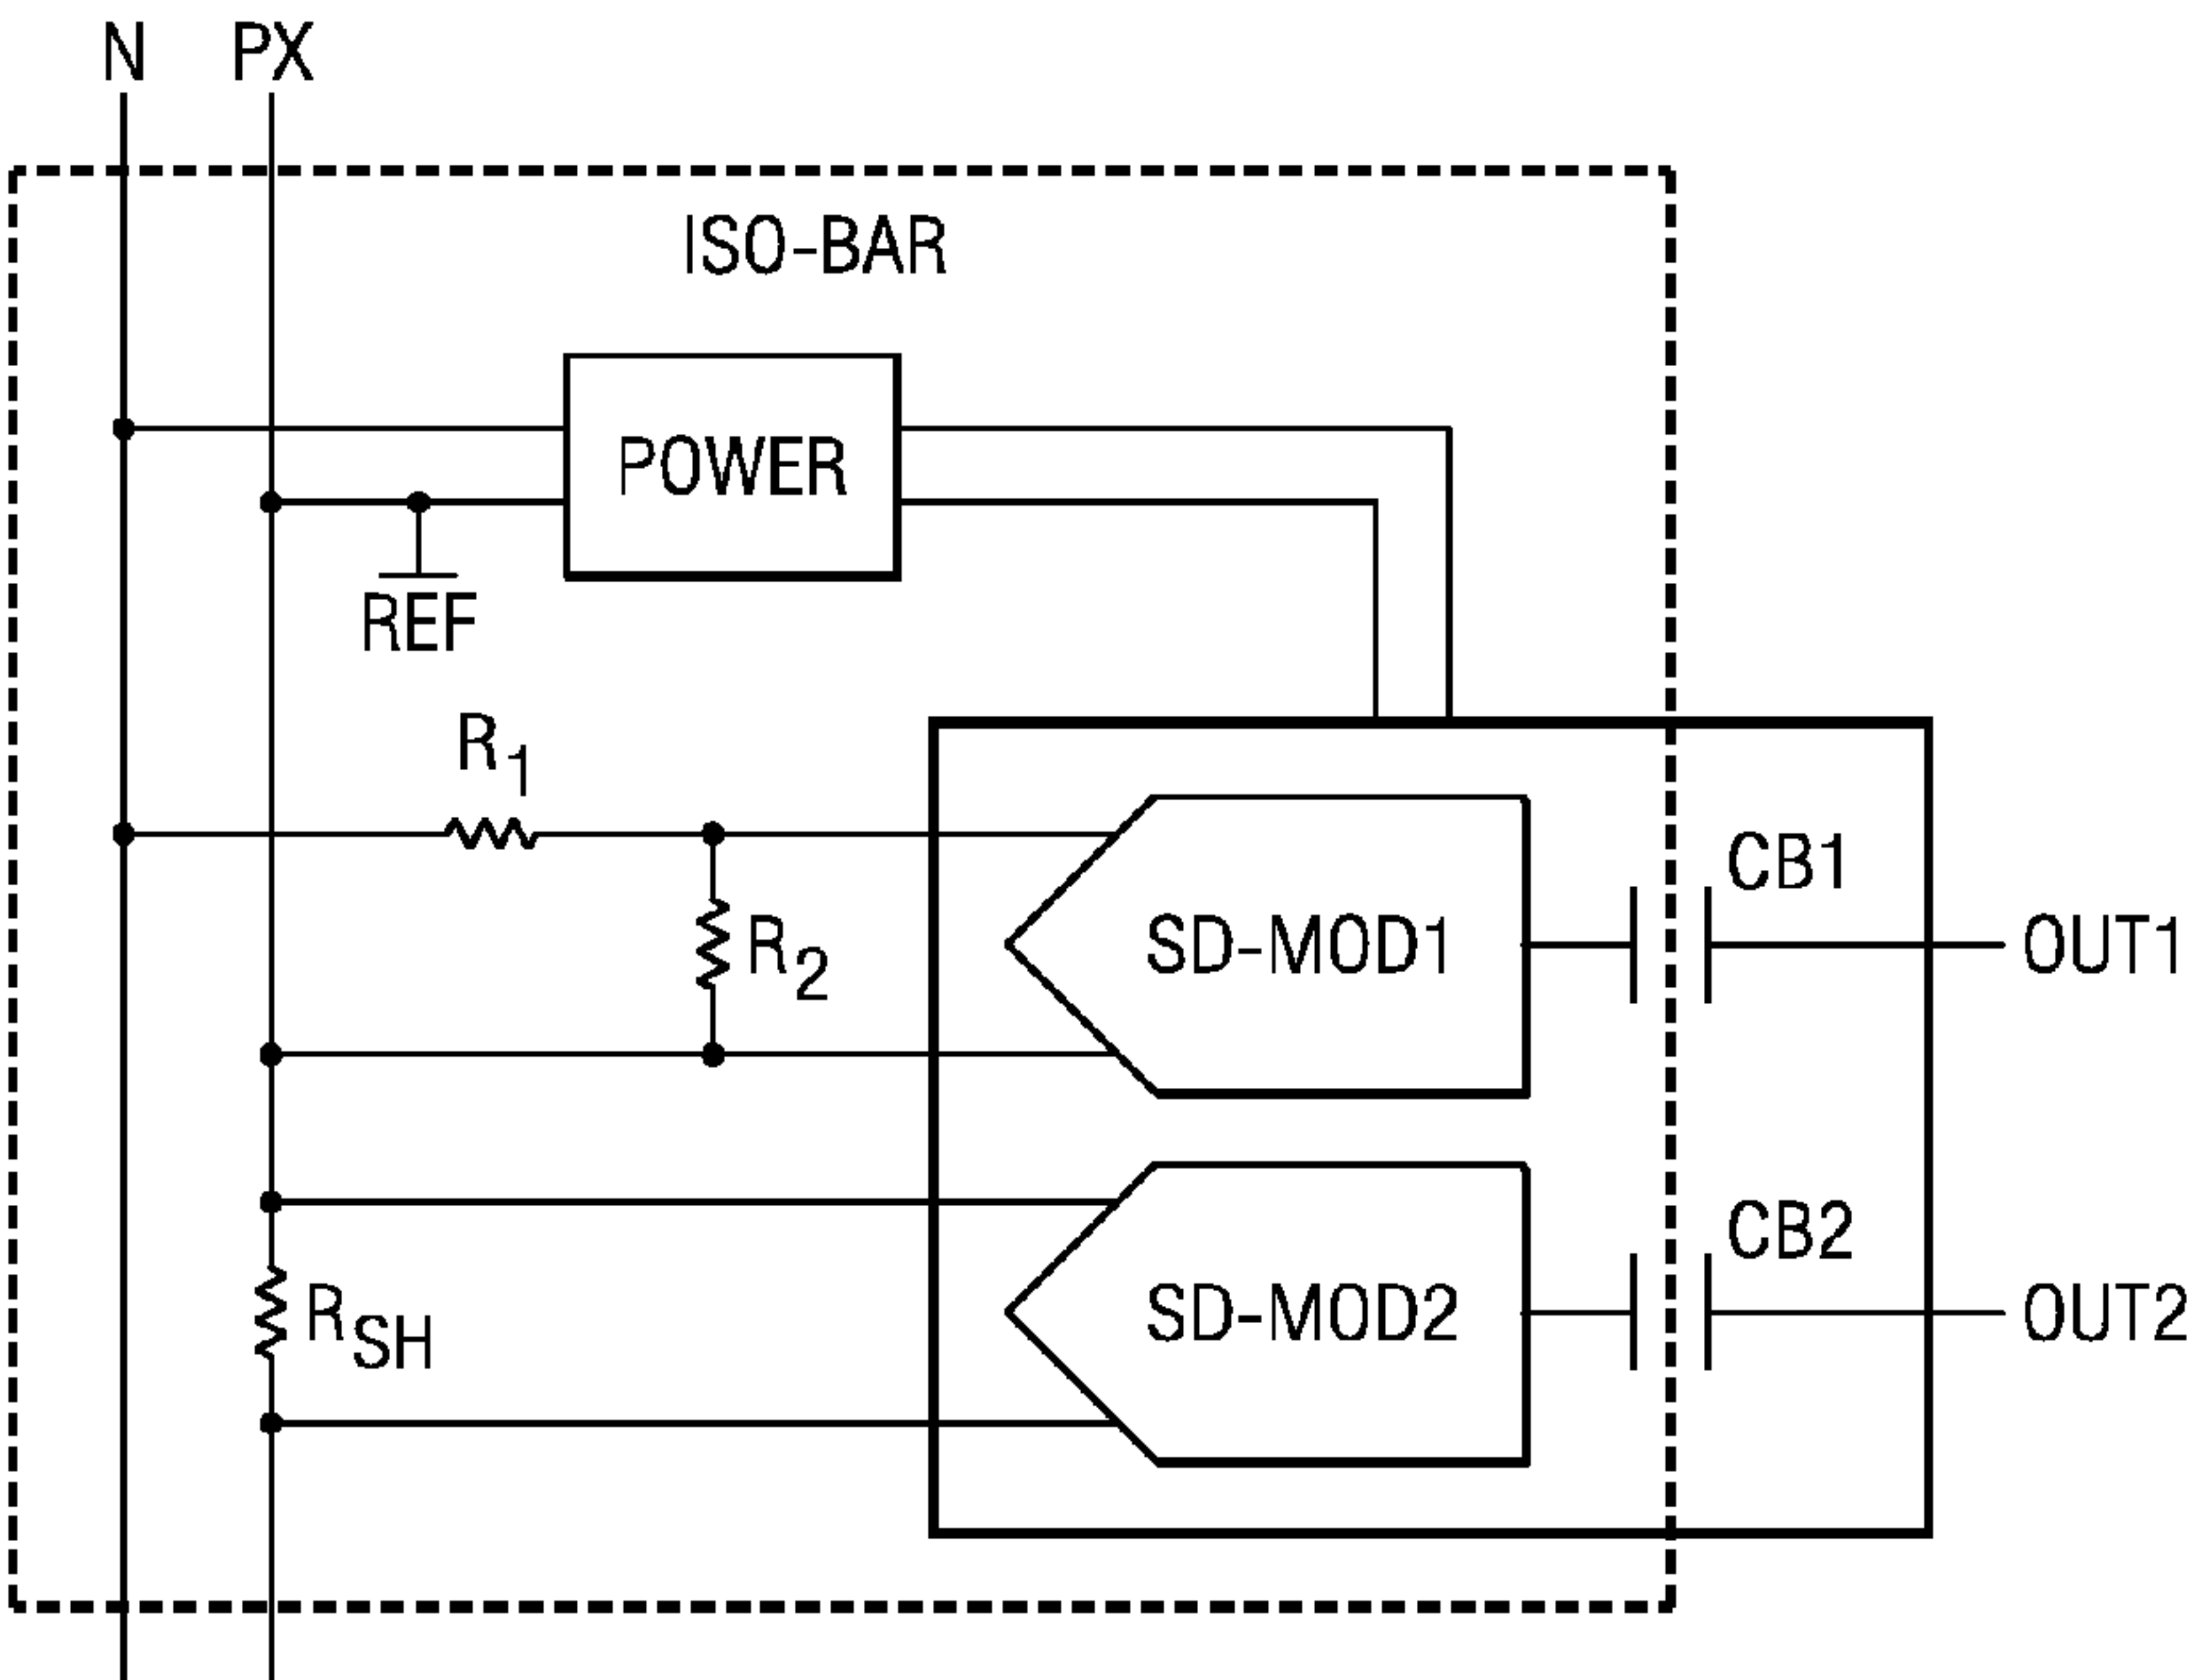 N PX
ISO-BAR
POWER
REF
R1
CB1
SD-MOD1
OUT1
R2
CB2
SD-MOD2
OUT2
RSH